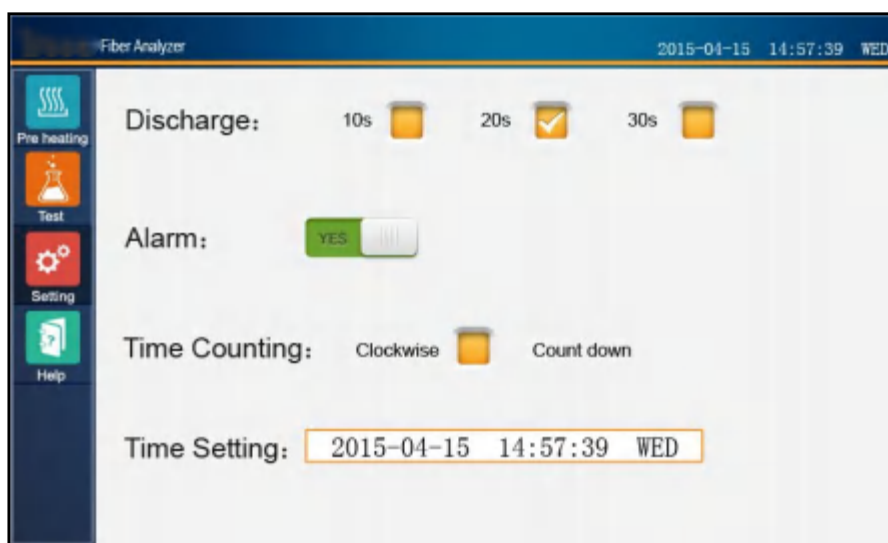 Fiber Analyzer 2015-04-15 14:57:39 WED
Pre heating
Test
Setting
Help
Discharge: 10s 20s 30s
Alarm: YES
Time Counting: Clockwise Count down
Time Setting: 2015-04-15 14:57:39 WED